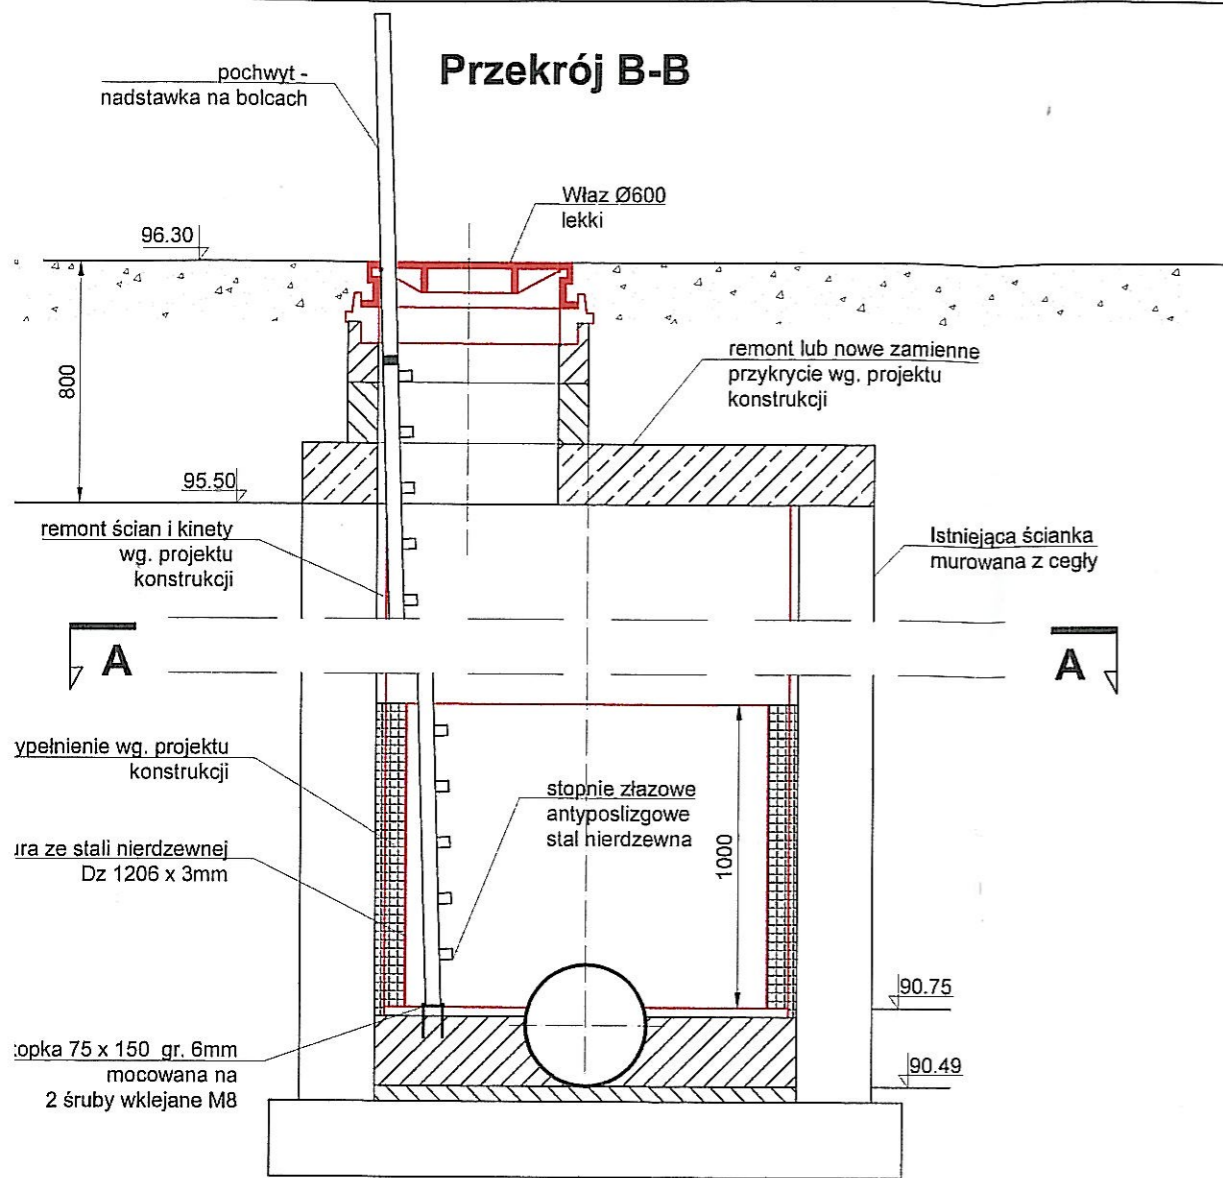 Przekrój B-B
pochwyt -
nadstawka na bolcach
Właz Ø600
lekki
96.30
800
remont lub nowe zamienne
przykrycie wg. projektu
konstrukcji
95.50
remont ścian i kinety
wg. projektu
konstrukcji
Istniejąca ścianka
murowana z cegły
A
A
ypełnienie wg. projektu
konstrukcji
stopnie złazowe
antyposlizgowe
stal nierdzewna
1000
ura ze stali nierdzewnej
Dz 1206 x 3mm
90.75
topka 75 x 150 gr. 6mm
mocowana na
2 śruby wklejane M8
90.49